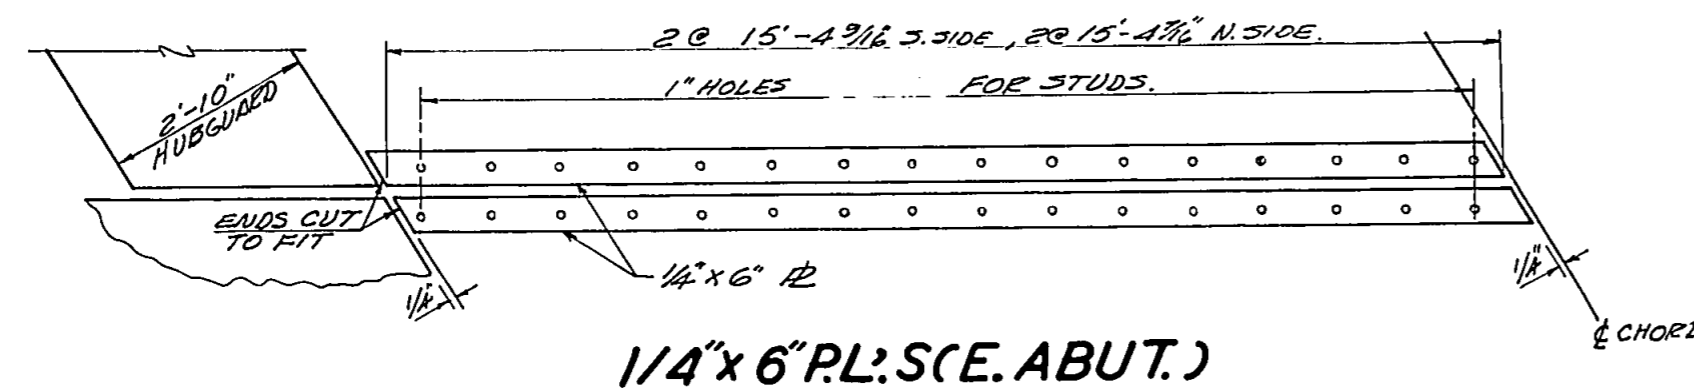 2 @ 15'-4 9/16 S.SIDE, 2@ 15'-4 7/16" N.SIDE.
1" HOLES FOR STUDS.
2'-10"
HUBGUARD
ENDS CUT
TO FIT
1/4" x 6" PL
1/4"
1/4"
℄ CHORD
1/4"x 6" P.L'.S (E. ABUT.)